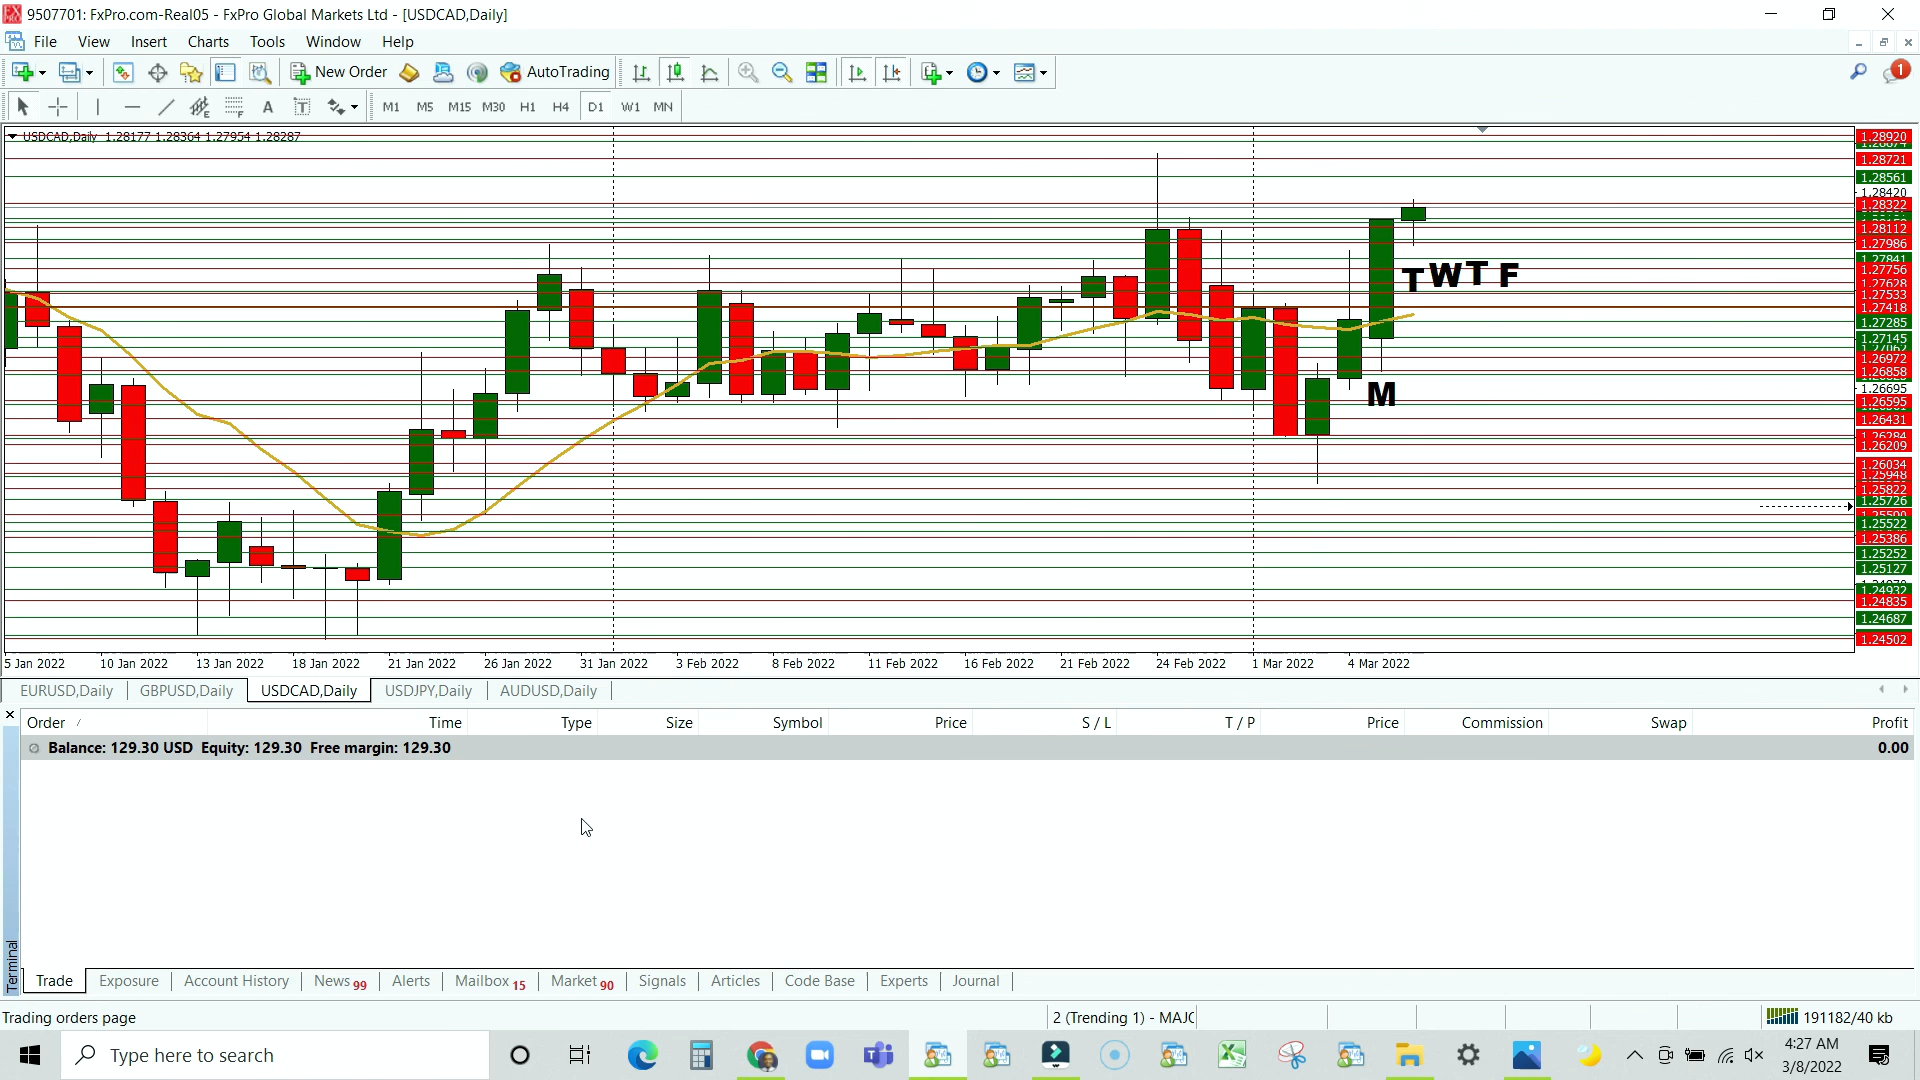 9507701: FxPro.com-Real05 - FxPro Global Markets Ltd - [USDCAD,Daily]
File View Insert Charts Tools Window Help
New Order AutoTrading 1
A T M1 M5 M15 M30 H1 H4 D1 W1 MN
USDCAD,Daily 1.28177 1.28364 1.27954 1.28287
1.28920
1.28721
1.28561
1.28420
1.28322
1.28112
1.27986
1.27841
1.27756
1.27628
1.27533
1.27418
1.27285
1.27145
1.26972
1.26858
1.26695
1.26595
1.26431
1.26209
1.26034
1.25822
1.25726
1.25522
1.25386
1.25252
1.25127
1.24932
1.24835
1.24687
1.24502
T W T F
M
5 Jan 2022 10 Jan 2022 13 Jan 2022 18 Jan 2022 21 Jan 2022 26 Jan 2022 31 Jan 2022 3 Feb 2022 8 Feb 2022 11 Feb 2022 16 Feb 2022 21 Feb 2022 24 Feb 2022 1 Mar 2022 4 Mar 2022
EURUSD,Daily GBPUSD,Daily USDCAD,Daily USDJPY,Daily AUDUSD,Daily
Order / Time Type Size Symbol Price S / L T / P Price Commission Swap Profit
Balance: 129.30 USD Equity: 129.30 Free margin: 129.30 0.00
Terminal
Trade Exposure Account History News 99 Alerts Mailbox 15 Market 90 Signals Articles Code Base Experts Journal
Trading orders page 2 (Trending 1) - MAJC 191182/40 kb
Type here to search 4:27 AM
3/8/2022